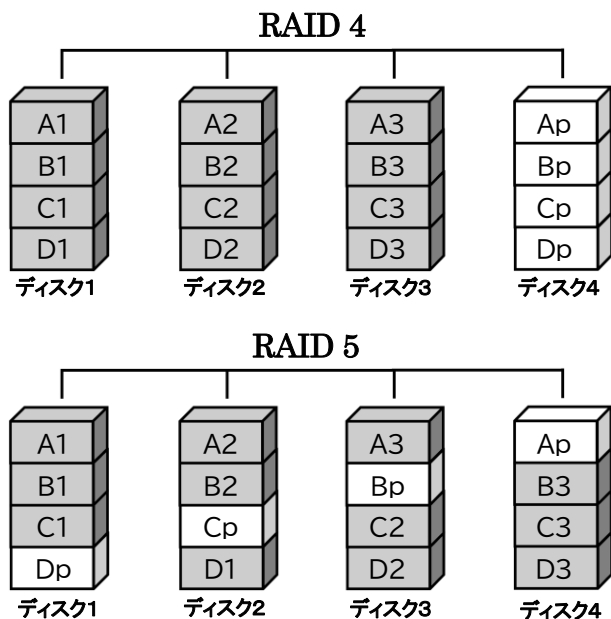 RAID 4
A1 A2 A3 Ap
B1 B2 B3 Bp
C1 C2 C3 Cp
D1 D2 D3 Dp
ディスク1 ディスク2 ディスク3 ディスク4
RAID 5
A1 A2 A3 Ap
B1 B2 Bp B3
C1 Cp C2 C3
Dp D1 D2 D3
ディスク1 ディスク2 ディスク3 ディスク4